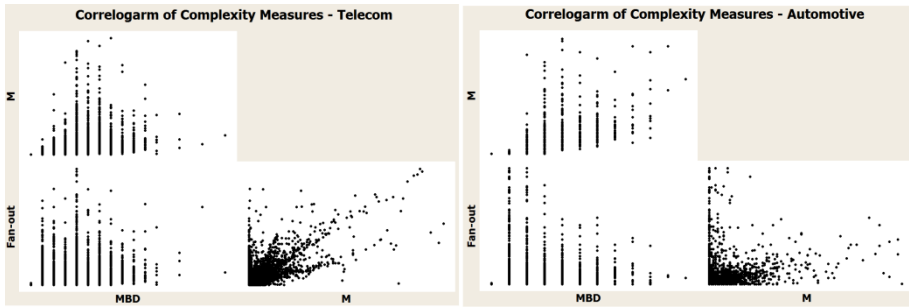 Correlogarm of Complexity Measures - Telecom
M
Fan-out
MBD
M
Correlogarm of Complexity Measures - Automotive
M
Fan-out
MBD
M